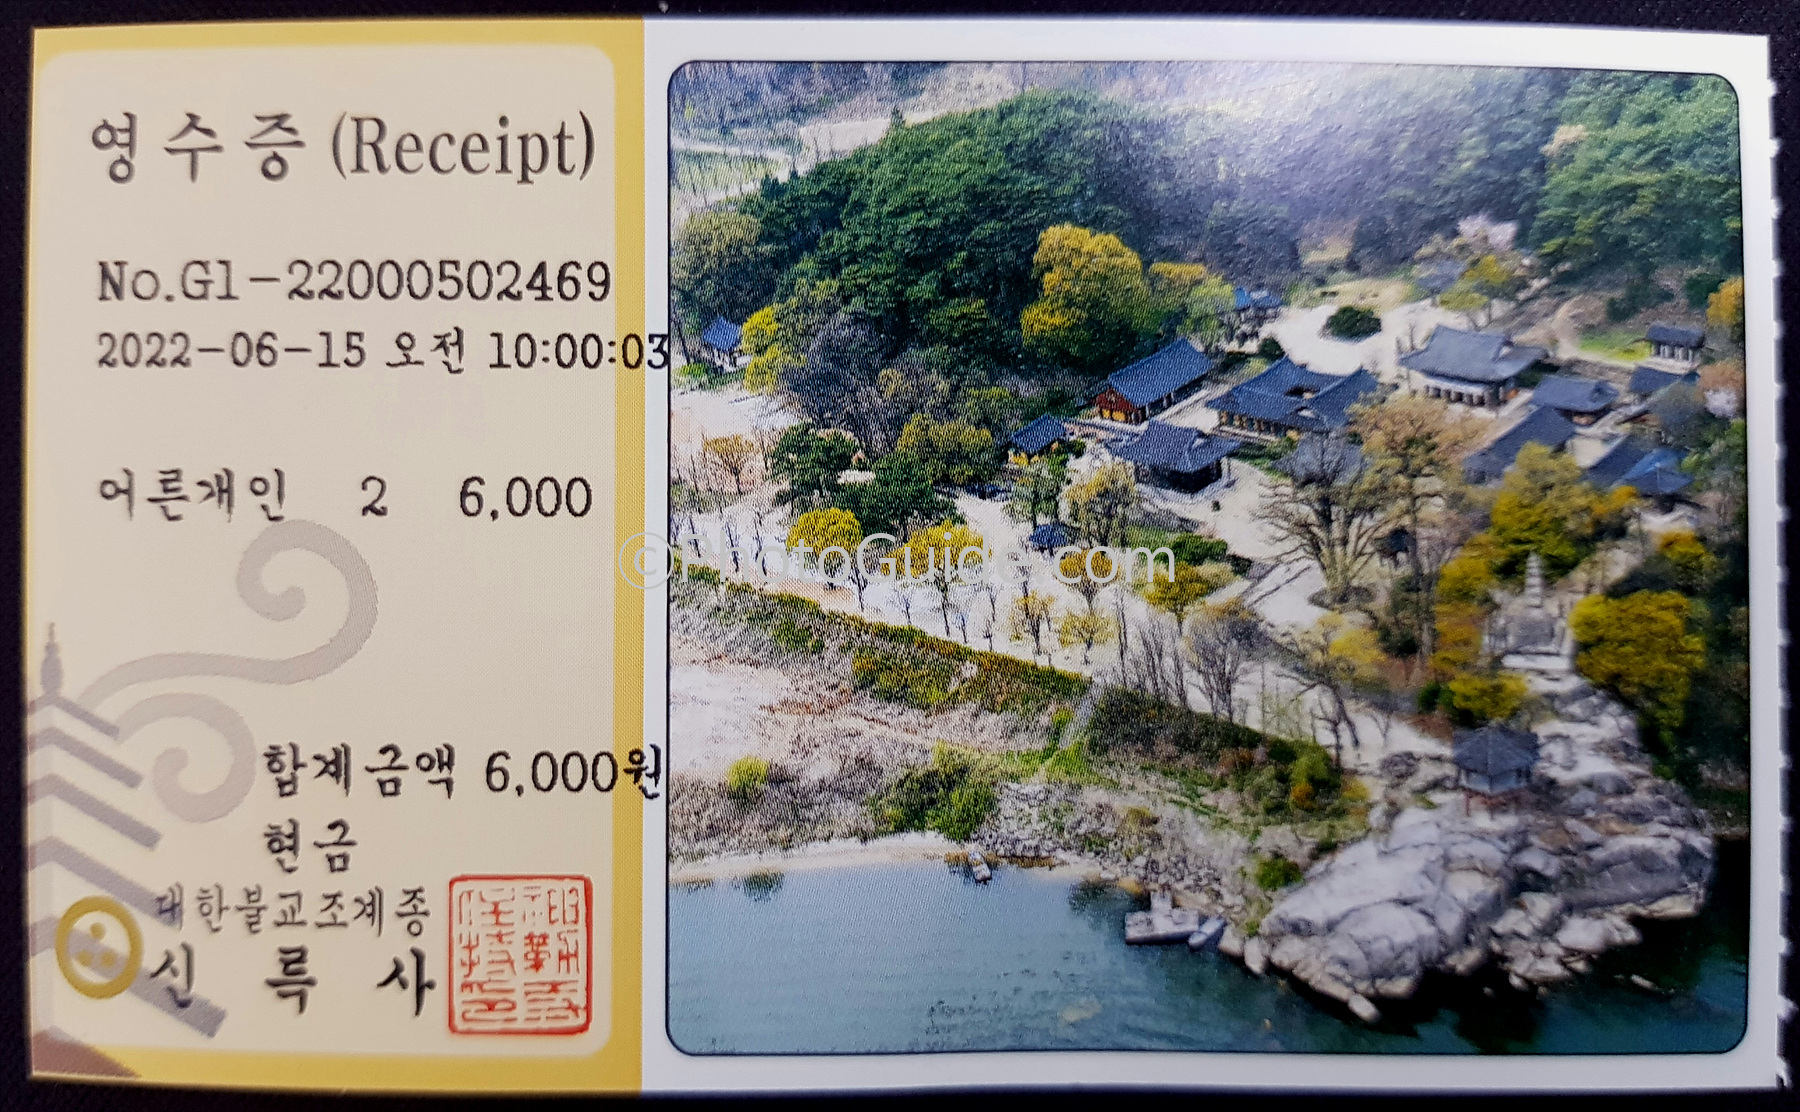 영수증 (Receipt)
No.G1-22000502469
2022-06-15 오전 10:00:03
어른개인 2 6,000
합계금액 6,000원
현금
대한불교조계종
신륵사
©PhotoGuide.com